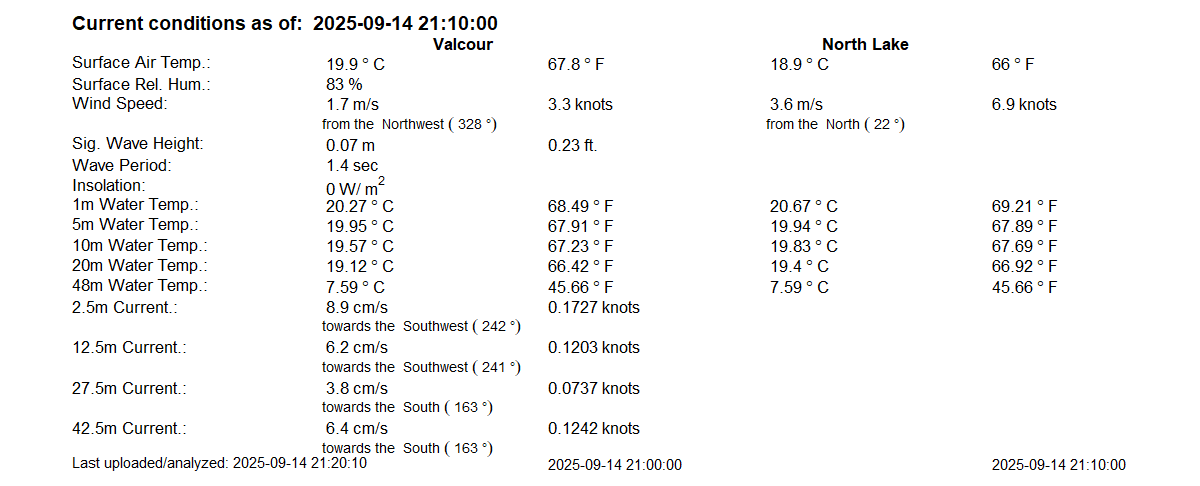 Current conditions as of: 2025-09-14 21:10:00
Valcour North Lake
Surface Air Temp.: 19.9 ° C 67.8 ° F 18.9 ° C 66 ° F
Surface Rel. Hum.: 83 %
Wind Speed: 1.7 m/s 3.3 knots 3.6 m/s 6.9 knots
from the Northwest ( 328 °) from the North ( 22 °)
Sig. Wave Height: 0.07 m 0.23 ft.
Wave Period: 1.4 sec
Insolation: 0 W/ m2
1m Water Temp.: 20.27 ° C 68.49 ° F 20.67 ° C 69.21 ° F
5m Water Temp.: 19.95 ° C 67.91 ° F 19.94 ° C 67.89 ° F
10m Water Temp.: 19.57 ° C 67.23 ° F 19.83 ° C 67.69 ° F
20m Water Temp.: 19.12 ° C 66.42 ° F 19.4 ° C 66.92 ° F
48m Water Temp.: 7.59 ° C 45.66 ° F 7.59 ° C 45.66 ° F
2.5m Current.: 8.9 cm/s 0.1727 knots
towards the Southwest ( 242 °)
12.5m Current.: 6.2 cm/s 0.1203 knots
towards the Southwest ( 241 °)
27.5m Current.: 3.8 cm/s 0.0737 knots
towards the South ( 163 °)
42.5m Current.: 6.4 cm/s 0.1242 knots
towards the South ( 163 °)
Last uploaded/analyzed: 2025-09-14 21:20:10 2025-09-14 21:00:00 2025-09-14 21:10:00